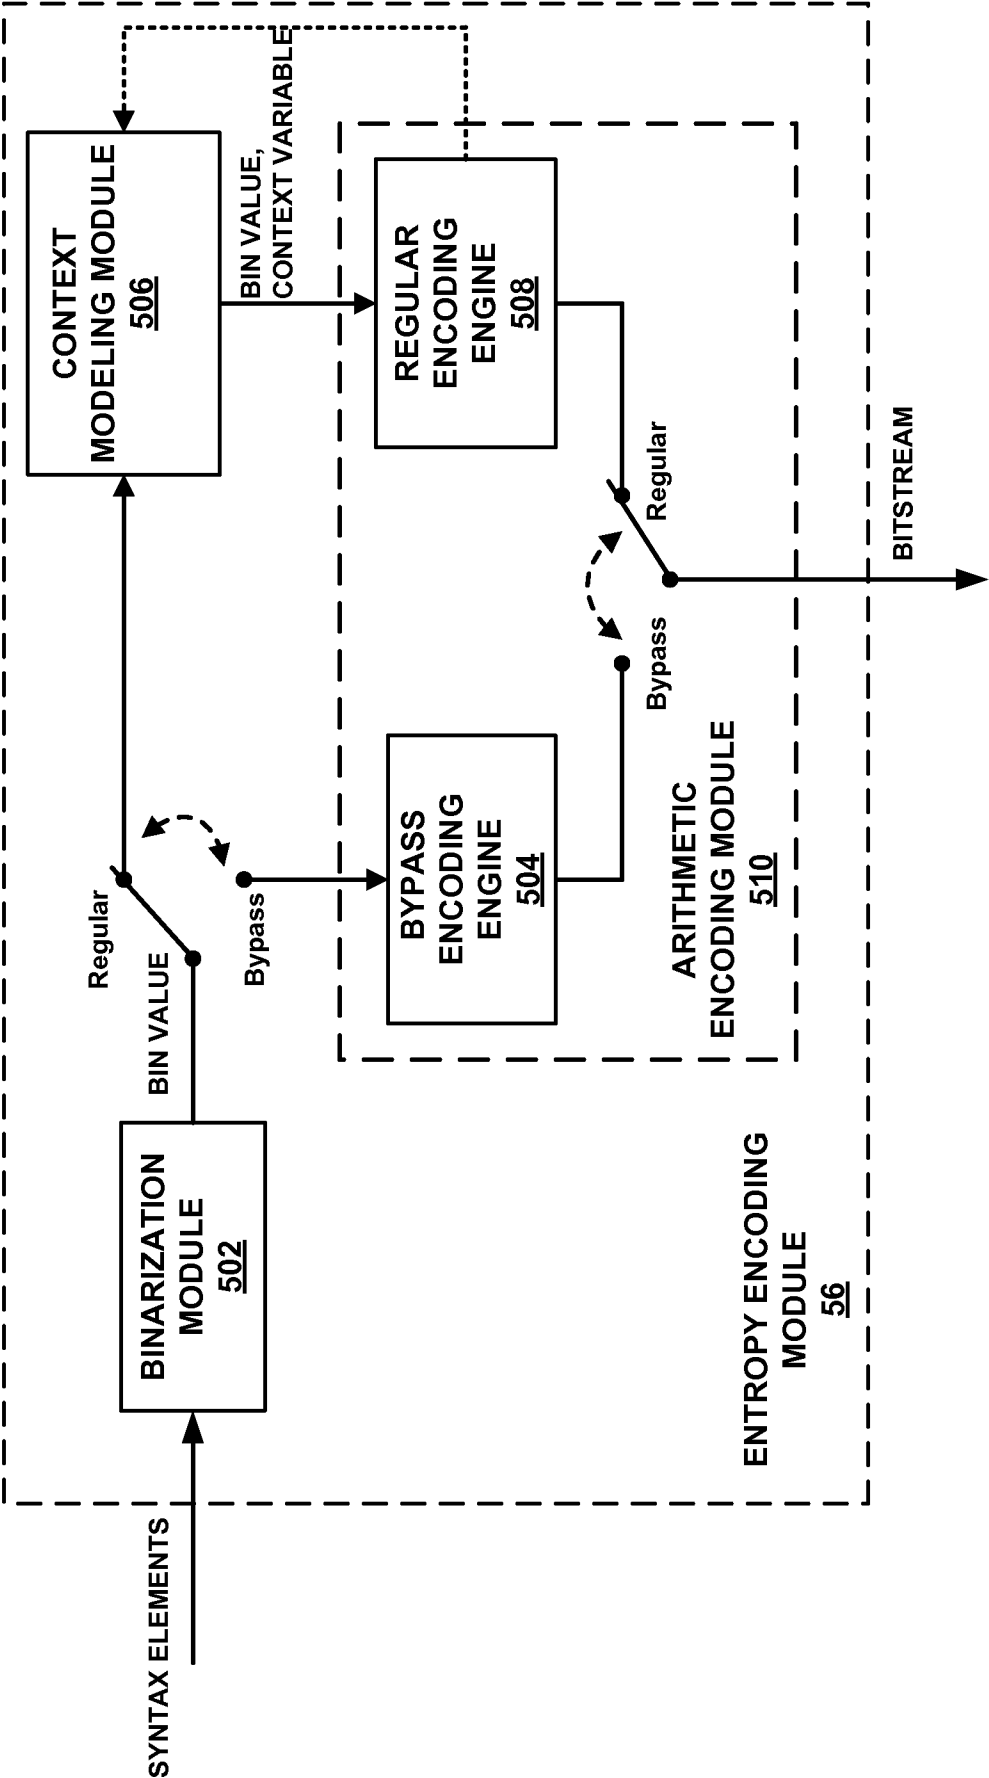 SYNTAX ELEMENTS
BINARIZATION
MODULE
502
BIN VALUE
Regular
Bypass
CONTEXT
MODELING MODULE
506
BIN VALUE,
CONTEXT VARIABLE
REGULAR
ENCODING
ENGINE
508
BYPASS
ENCODING
ENGINE
504
Regular
Bypass
ARITHMETIC
ENCODING MODULE
510
BITSTREAM
ENTROPY ENCODING
MODULE
56